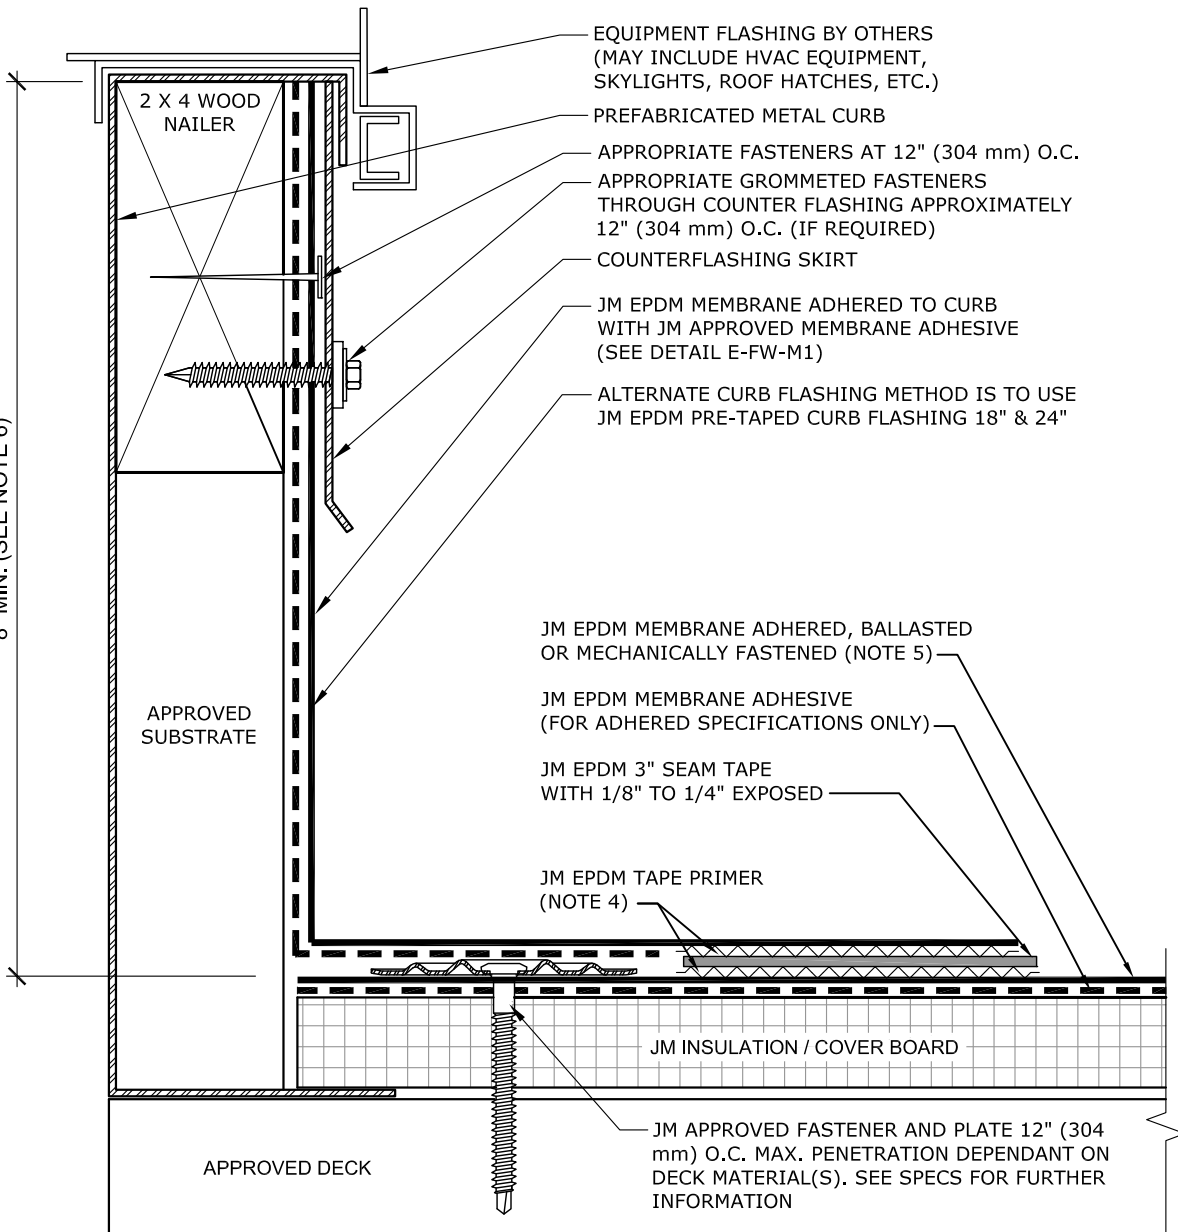 EQUIPMENT FLASHING BY OTHERS
(MAY INCLUDE HVAC EQUIPMENT,
SKYLIGHTS, ROOF HATCHES, ETC.)
2 X 4 WOOD
NAILER
PREFABRICATED METAL CURB
APPROPRIATE FASTENERS AT 12" (304 mm) O.C.
APPROPRIATE GROMMETED FASTENERS
THROUGH COUNTER FLASHING APPROXIMATELY
12" (304 mm) O.C. (IF REQUIRED)
COUNTERFLASHING SKIRT
JM EPDM MEMBRANE ADHERED TO CURB
WITH JM APPROVED MEMBRANE ADHESIVE
(SEE DETAIL E-FW-M1)
ALTERNATE CURB FLASHING METHOD IS TO USE
JM EPDM PRE-TAPED CURB FLASHING 18" & 24"
MIN. (SEE NOTE 6)
JM EPDM MEMBRANE ADHERED, BALLASTED
OR MECHANICALLY FASTENED (NOTE 5)
JM EPDM MEMBRANE ADHESIVE
(FOR ADHERED SPECIFICATIONS ONLY)
APPROVED
SUBSTRATE
JM EPDM 3" SEAM TAPE
WITH 1/8" TO 1/4" EXPOSED
JM EPDM TAPE PRIMER
(NOTE 4)
JM INSULATION / COVER BOARD
JM APPROVED FASTENER AND PLATE 12" (304
mm) O.C. MAX. PENETRATION DEPENDANT ON
DECK MATERIAL(S). SEE SPECS FOR FURTHER
INFORMATION
APPROVED DECK